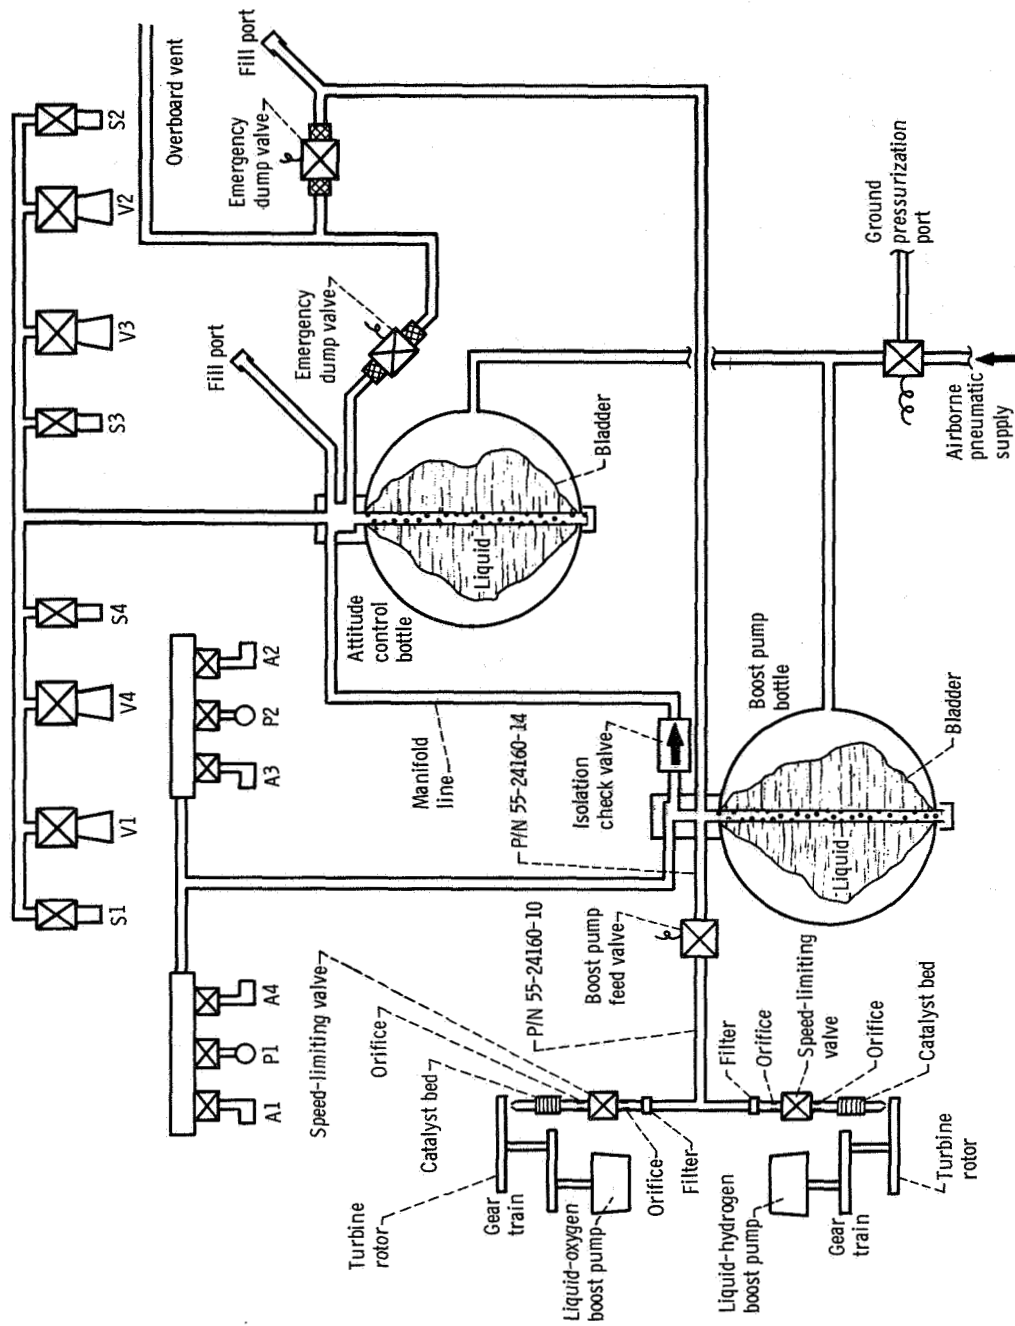 S1
V1
V4
S4
S3
V3
V2
S2
A1
P1
A4
A3
P2
A2
Overboard vent
Fill port
Emergency
dump valve
Emergency
dump valve
Fill port
Speed-limiting valve
Orifice
Catalyst bed
Turbine
rotor
Gear
train
Liquid-oxygen
boost pump
Orifice
Filter
P/N 55-24160-10
Boost pump
feed valve
P/N 55-24160-14
Manifold
line
Isolation
check valve
Attitude
control
bottle
Liquid
Bladder
Ground
pressurization
port
Airborne
pneumatic
supply
Boost pump
bottle
Bladder
Liquid
Filter
Orifice
Speed-limiting
valve
Orifice
Catalyst bed
Liquid-hydrogen
boost pump
Gear
train
Turbine
rotor